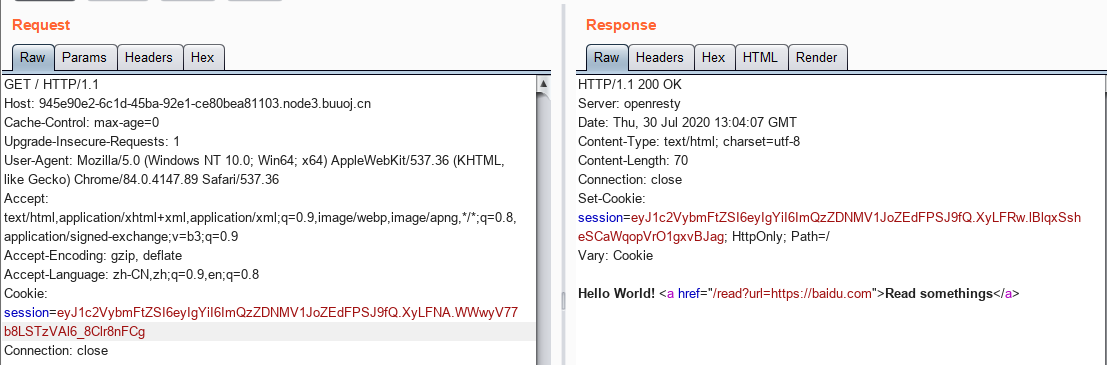 Request
Raw Params Headers Hex
GET / HTTP/1.1
Host: 945e90e2-6c1d-45ba-92e1-ce80bea81103.node3.buuoj.cn
Cache-Control: max-age=0
Upgrade-Insecure-Requests: 1
User-Agent: Mozilla/5.0 (Windows NT 10.0; Win64; x64) AppleWebKit/537.36 (KHTML,
like Gecko) Chrome/84.0.4147.89 Safari/537.36
Accept:
text/html,application/xhtml+xml,application/xml;q=0.9,image/webp,image/apng,*/*;q=0.8,
application/signed-exchange;v=b3;q=0.9
Accept-Encoding: gzip, deflate
Accept-Language: zh-CN,zh;q=0.9,en;q=0.8
Cookie:
session=eyJ1c2VybmFtZSI6eyIgYiI6ImQzZDNMV1JoZEdFPSJ9fQ.XyLFNA.WWwyV77
b8LSTzVAl6_8Clr8nFCg
Connection: close
Response
Raw Headers Hex HTML Render
HTTP/1.1 200 OK
Server: openresty
Date: Thu, 30 Jul 2020 13:04:07 GMT
Content-Type: text/html; charset=utf-8
Content-Length: 70
Connection: close
Set-Cookie:
session=eyJ1c2VybmFtZSI6eyIgYiI6ImQzZDNMV1JoZEdFPSJ9fQ.XyLFRw.lBlqxSsh
eSCaWqopVrO1gxvBJag; HttpOnly; Path=/
Vary: Cookie
Hello World! <a href="/read?url=https://baidu.com">Read somethings</a>